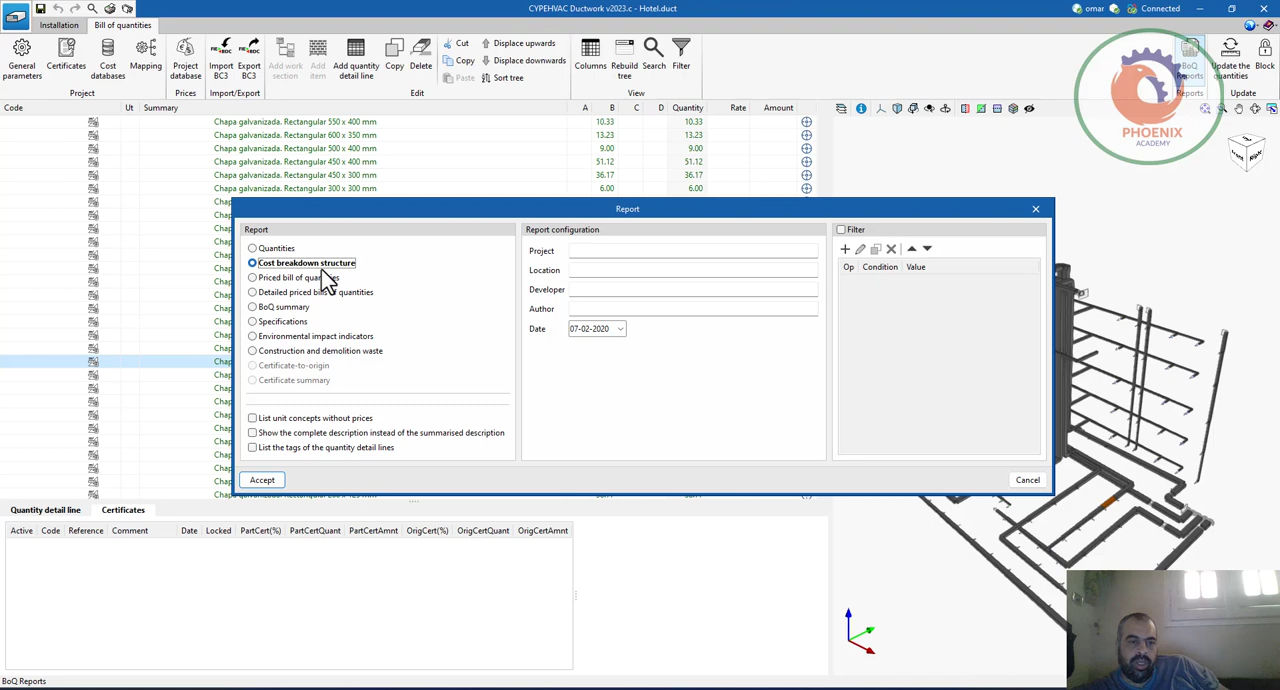 CYPEHVAC Ductwork v2023.c - Hotel.duct
omar
Connected
Installation
Bill of quantities
General parameters
Certificates
Cost databases
Mapping
Project database
Import BC3
Export BC3
Add work section
Add item
Add quantity detail line
Copy
Delete
Cut
Copy
Paste
Displace upwards
Displace downwards
Sort tree
Columns
Rebuild tree
Search
Filter
BoQ Reports
Update the quantities
Block
Project
Prices
Import/Export
Edit
View
Reports
Update
PHOENIX
ACADEMY
Code Ut Summary A B C D Quantity Rate Amount
Chapa galvanizada. Rectangular 550 x 400 mm 10.33 10.33
Chapa galvanizada. Rectangular 600 x 350 mm 13.23 13.23
Chapa galvanizada. Rectangular 500 x 400 mm 9.00 9.00
Chapa galvanizada. Rectangular 450 x 400 mm 51.12 51.12
Chapa galvanizada. Rectangular 450 x 300 mm 36.17 36.17
Chapa galvanizada. Rectangular 300 x 300 mm 6.00 6.00
Front
Right
Report
Report
Quantities
Cost breakdown structure
Priced bill of quantities
Detailed priced bills of quantities
BoQ summary
Specifications
Environmental impact indicators
Construction and demolition waste
Certificate-to-origin
Certificate summary
List unit concepts without prices
Show the complete description instead of the summarised description
List the tags of the quantity detail lines
Report configuration
Project
Location
Developer
Author
Date 07-02-2020
Filter
Op Condition Value
Accept
Cancel
Quantity detail line
Certificates
Active Code Reference Comment Date Locked PartCert(%) PartCertQuant PartCertAmnt OrigCert(%) OrigCertQuant OrigCertAmnt
BoQ Reports